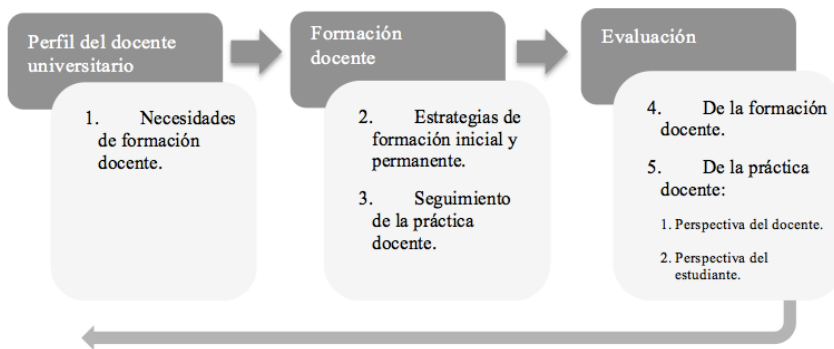 Perfil del docente
universitario
1. Necesidades
de formación
docente.
Formación
docente
2. Estrategias de
formación inicial y
permanente.
3. Seguimiento
de la práctica
docente.
Evaluación
4. De la formación
docente.
5. De la práctica
docente:
1. Perspectiva del docente.
2. Perspectiva del
estudiante.